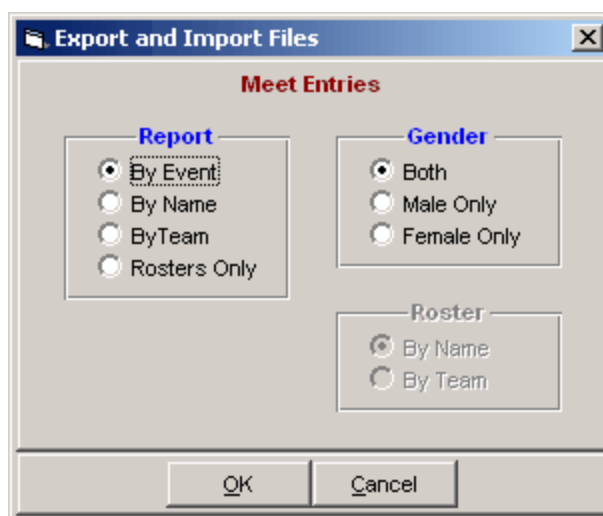 Export and Import Files
Meet Entries
Report
By Event
By Name
ByTeam
Rosters Only
Gender
Both
Male Only
Female Only
Roster
By Name
By Team
OK
Cancel